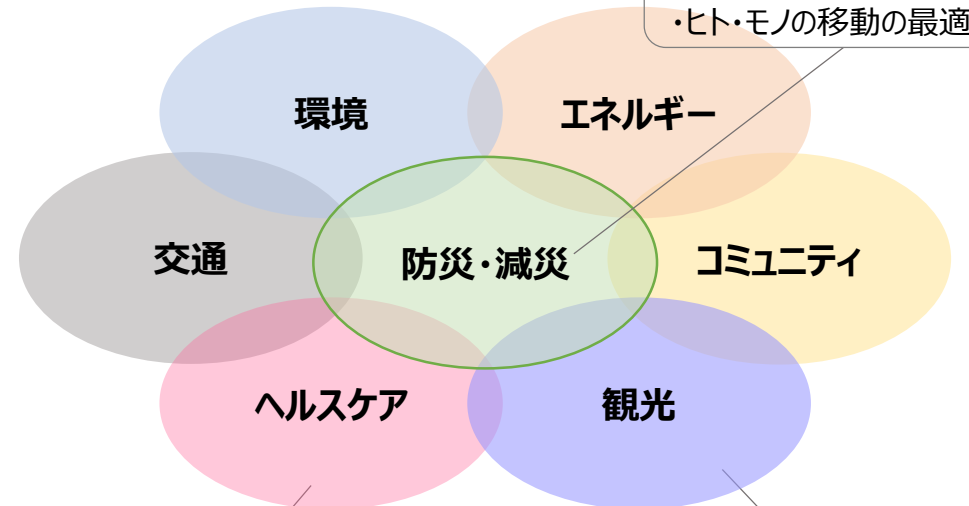 ・ヒト・モノの移動の最適
環境
エネルギー
交通
防災・減災
コミュニティ
ヘルスケア
観光